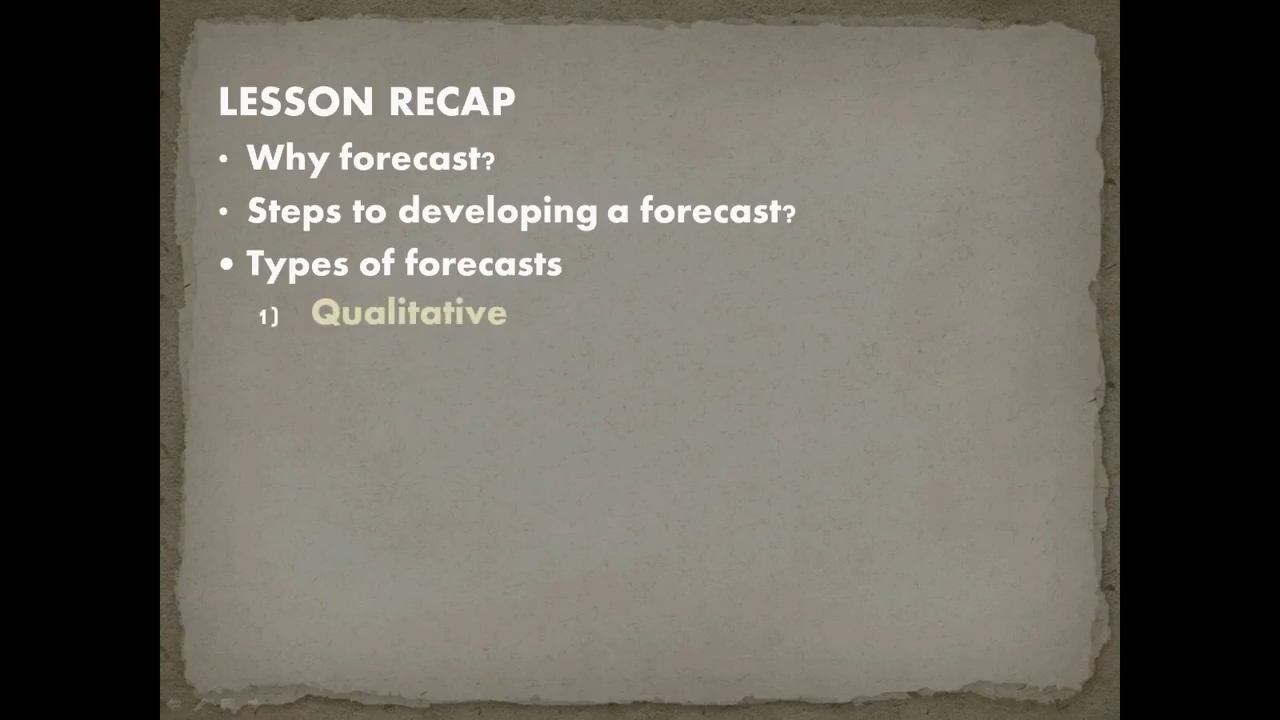 LESSON RECAP
• Why forecast?
• Steps to developing a forecast?
• Types of forecasts
1) Qualitative